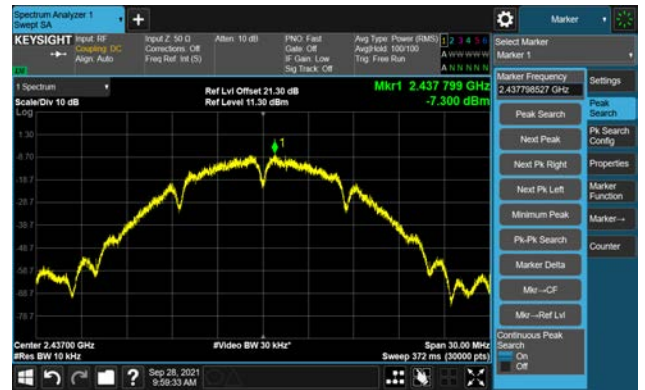 Spectrum Analyzer 1
Swept SA
Marker
KEYSIGHT Input: RF
Coupling: DC
Align: Auto
Input Z: 50 Ω
Corrections: Off
Freq Ref: Int (S)
Atten: 10 dB
PNO: Fast
Gate: Off
IF Gain: Low
Sig Track: Off
Avg Type: Power (RMS)
Avg|Hold: 100/100
Trig: Free Run
1 2 3 4 5 6
A W W W W W
A N N N N N
Select Marker
Marker 1
1 Spectrum
Scale/Div 10 dB
Log
Ref Lvl Offset 21.30 dB
Ref Level 11.30 dBm
Mkr1 2.437 799 GHz
-7.300 dBm
1
1.30
-8.70
-18.7
-28.7
-38.7
-48.7
-58.7
-68.7
-78.7
Center 2.43700 GHz
#Res BW 10 kHz
#Video BW 30 kHz*
Span 30.00 MHz
Sweep 372 ms (30000 pts)
Marker Frequency
2.437798527 GHz
Peak Search
Next Peak
Next Pk Right
Next Pk Left
Minimum Peak
Pk-Pk Search
Marker Delta
Mkr→CF
Mkr→Ref Lvl
Continuous Peak
Search
On
Off
Settings
Peak
Search
Pk Search
Config
Properties
Marker
Function
Marker→
Counter
Sep 28, 2021
9:59:33 AM